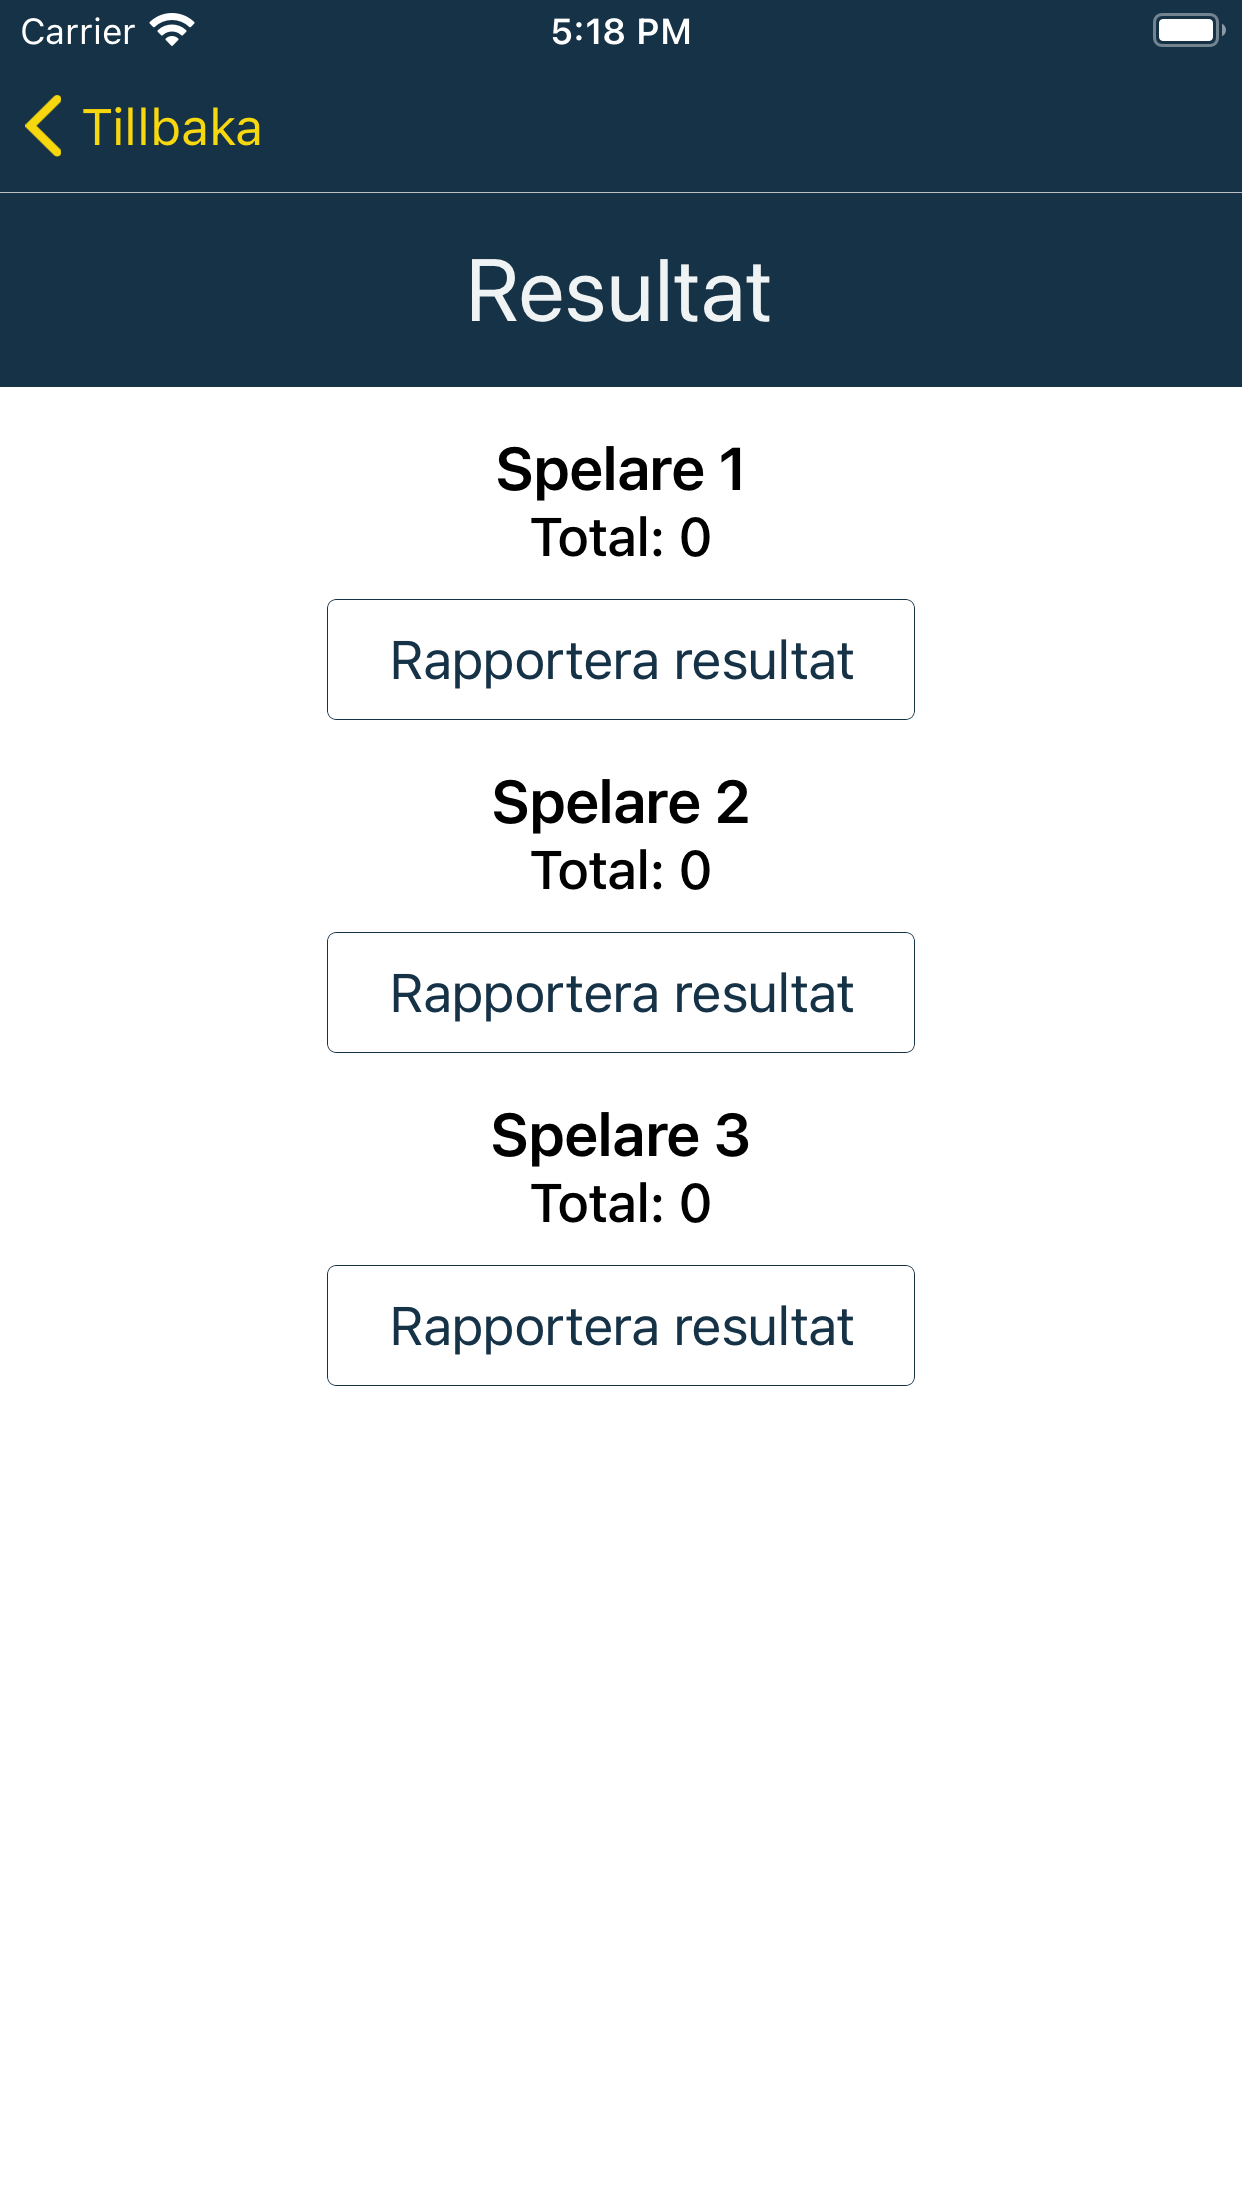 Carrier 5:18 PM
Tillbaka
Resultat
Spelare 1
Total: 0
Rapportera resultat
Spelare 2
Total: 0
Rapportera resultat
Spelare 3
Total: 0
Rapportera resultat